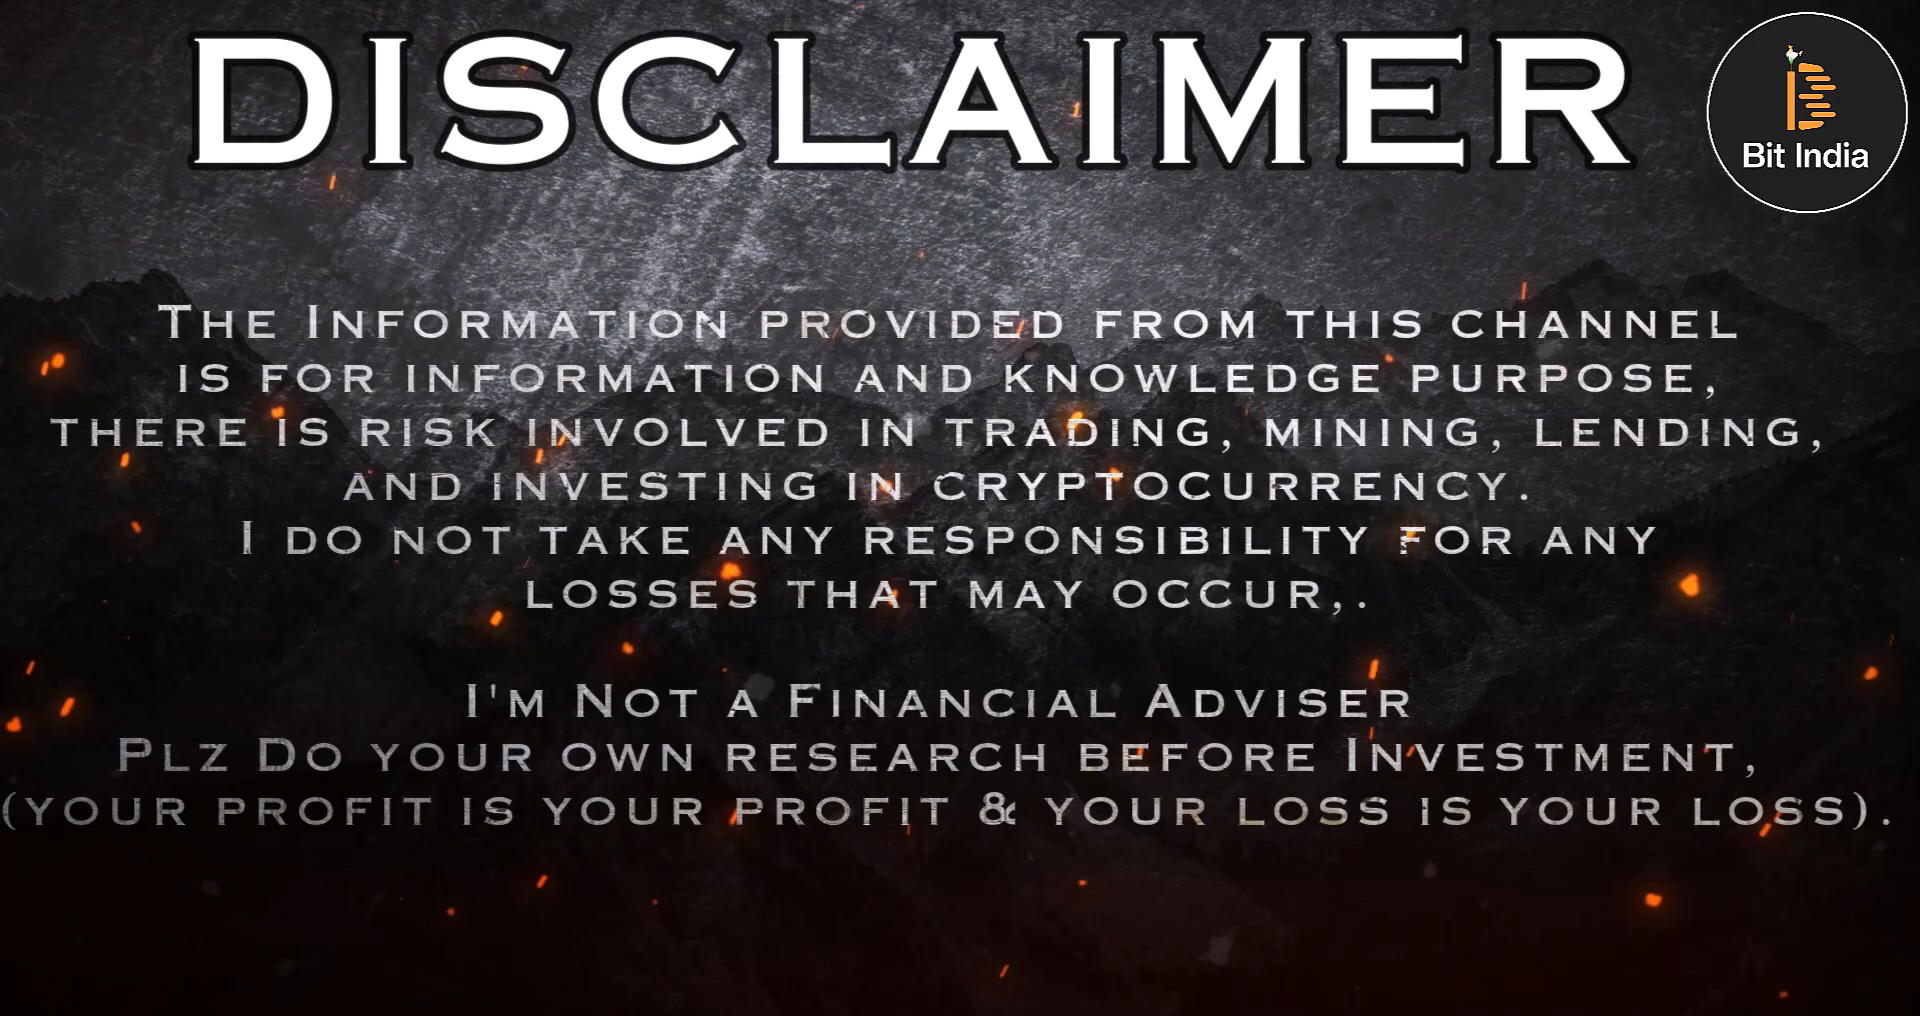 DISCLAIMER
Bit India
The Information provided from this channel
is for information and knowledge purpose,
there is risk involved in trading, mining, lending,
and investing in cryptocurrency.
I do not take any responsibility for any
losses that may occur,.
I'm Not a Financial Adviser
Plz Do your own research before Investment,
(your profit is your profit & your loss is your loss).